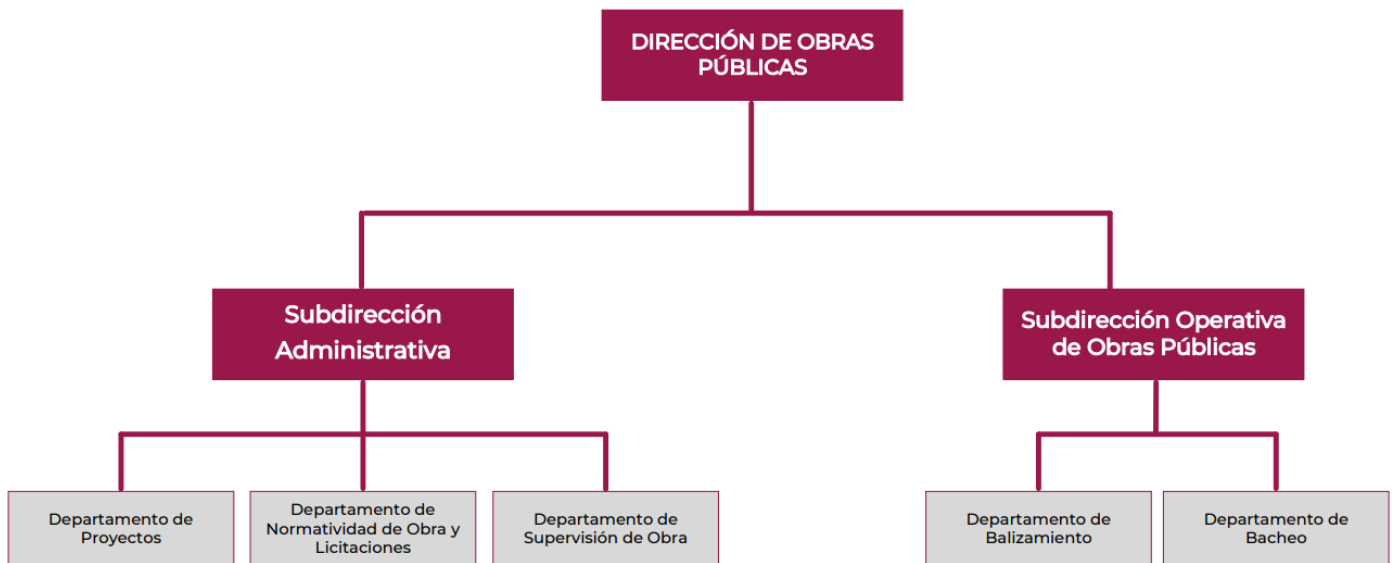 DIRECCIÓN DE OBRAS
PÚBLICAS
Subdirección
Administrativa
Subdirección Operativa
de Obras Públicas
Departamento de
Proyectos
Departamento de
Normatividad de Obra y
Licitaciones
Departamento de
Supervisión de Obra
Departamento de
Balizamiento
Departamento de
Bacheo